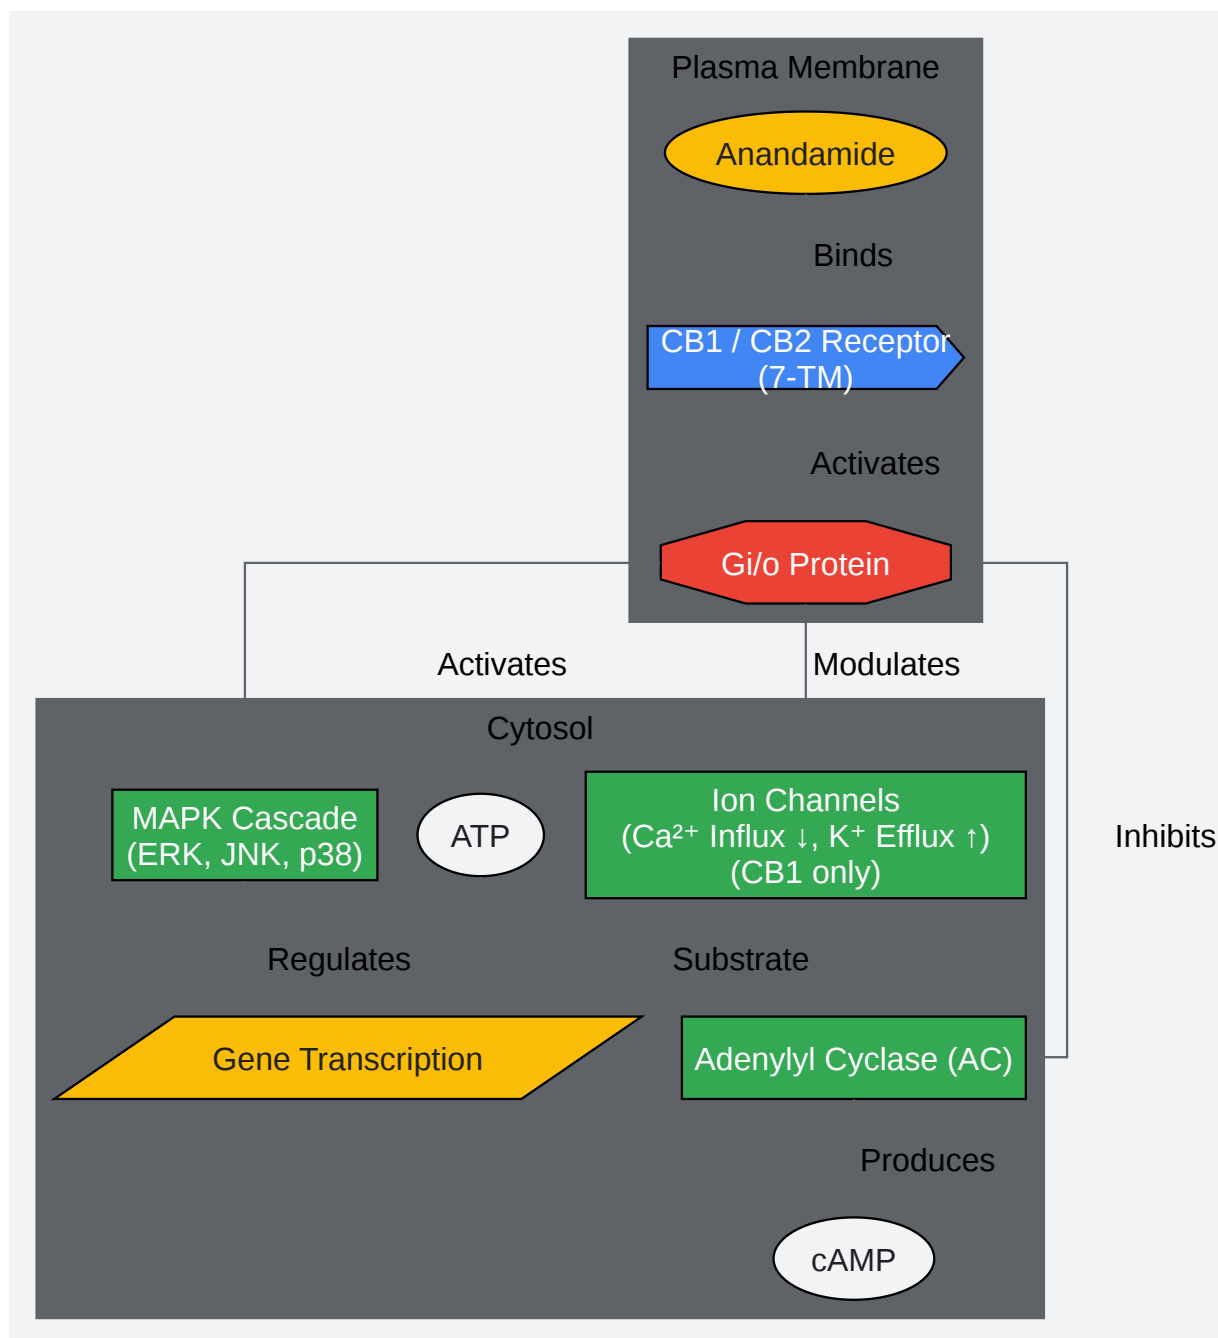 Plasma Membrane
Anandamide
Binds
CB1 / CB2 Receptor
(7-TM)
Activates
Gi/o Protein
Activates
Modulates
Cytosol
MAPK Cascade
(ERK, JNK, p38)
ATP
Ion Channels
(Ca²⁺ Influx ↓, K⁺ Efflux ↑)
(CB1 only)
Inhibits
Regulates
Substrate
Gene Transcription
Adenylyl Cyclase (AC)
Produces
cAMP